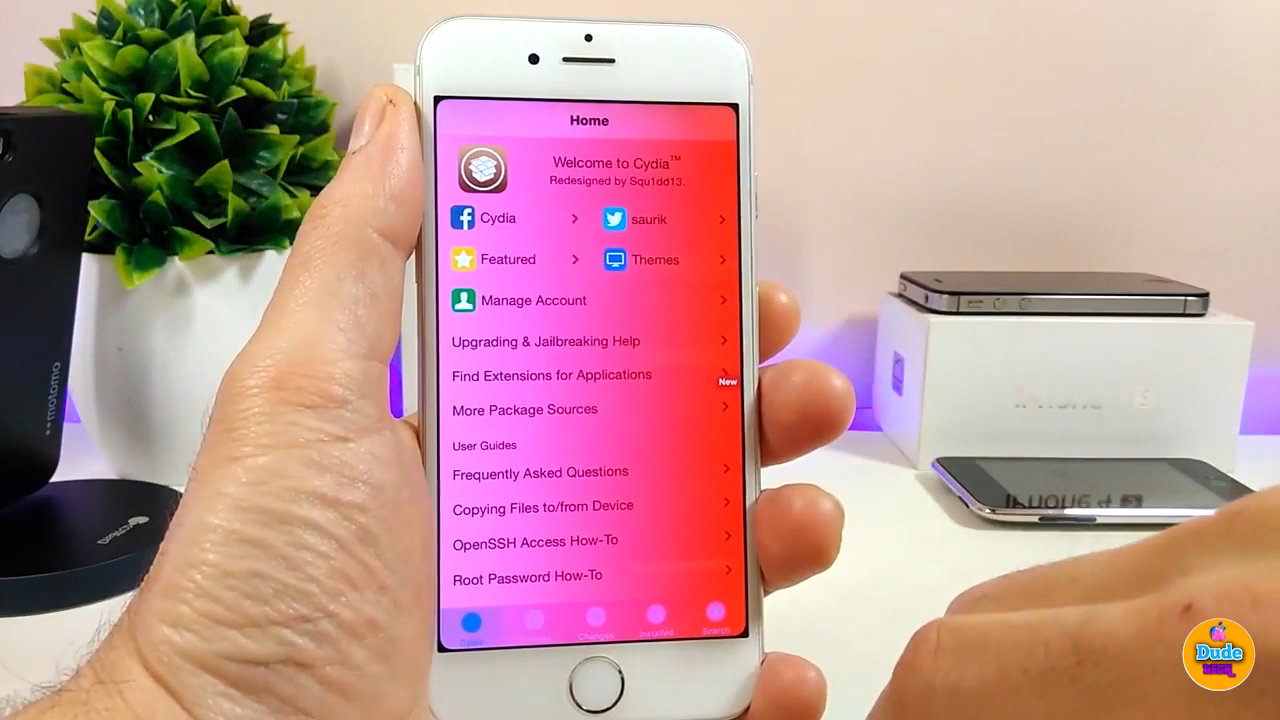 Home
Welcome to Cydia™
Redesigned by Squ1dd13.
Cydia
saurik
Featured
Themes
Manage Account
Upgrading & Jailbreaking Help
Find Extensions for Applications
New
More Package Sources
User Guides
Frequently Asked Questions
Copying Files to/from Device
OpenSSH Access How-To
Root Password How-To
Cydia
Changes
Installed
Search
motomo
iPhone 4
Dude